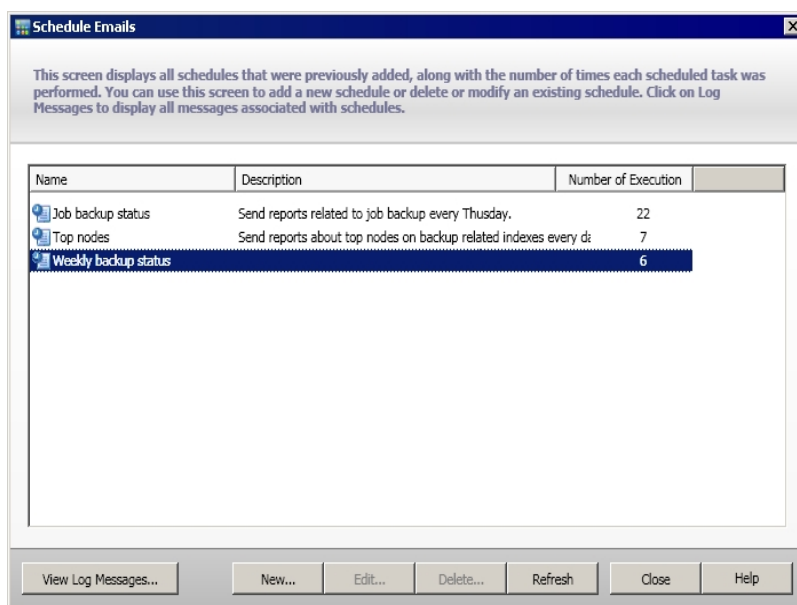 Schedule Emails
This screen displays all schedules that were previously added, along with the number of times each scheduled task was
performed. You can use this screen to add a new schedule or delete or modify an existing schedule. Click on Log
Messages to display all messages associated with schedules.
Name Description Number of Execution
Job backup status Send reports related to job backup every Thusday. 22
Top nodes Send reports about top nodes on backup related indexes every da 7
Weekly backup status 6
View Log Messages... New... Edit... Delete... Refresh Close Help